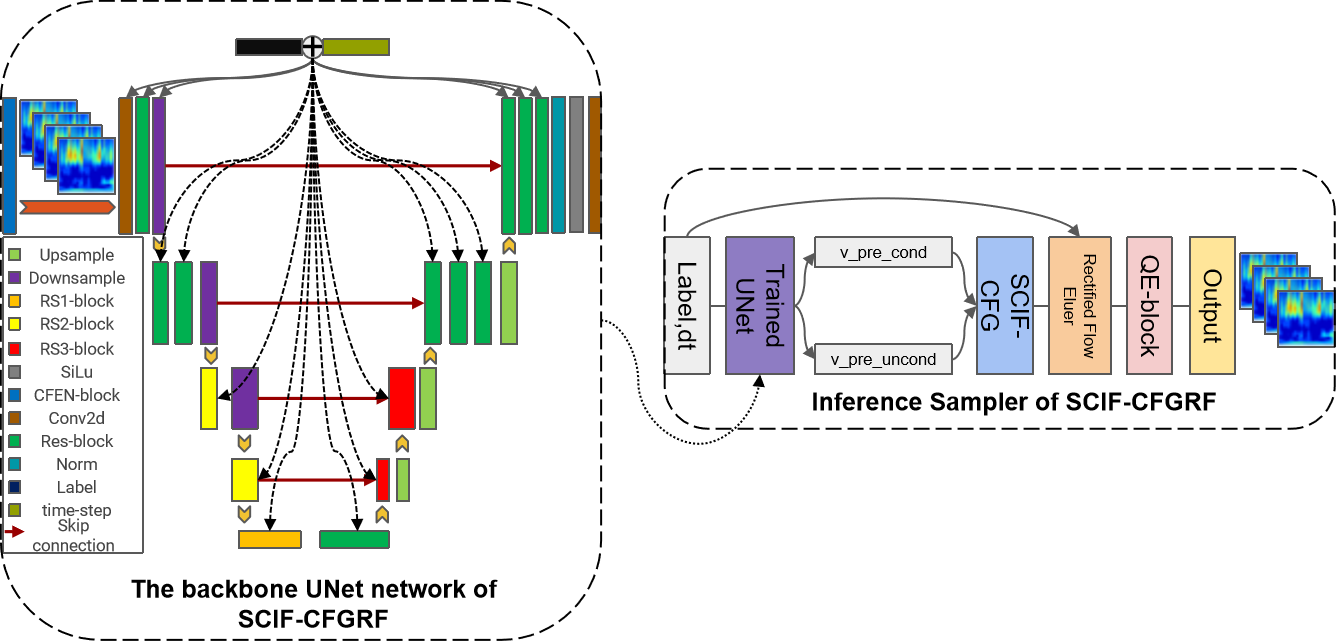 Upsample
Downsample
RS1-block
RS2-block
RS3-block
SiLu
CFEN-block
Conv2d
Res-block
Norm
Label
time-step
Skip
connection
The backbone UNet network of
SCIF-CFGRF
Label,dt
Trained
UNet
v_pre_cond
v_pre_uncond
SCIF-
CFG
Rectified Flow
Eluer
QE-block
Output
Inference Sampler of SCIF-CFGRF